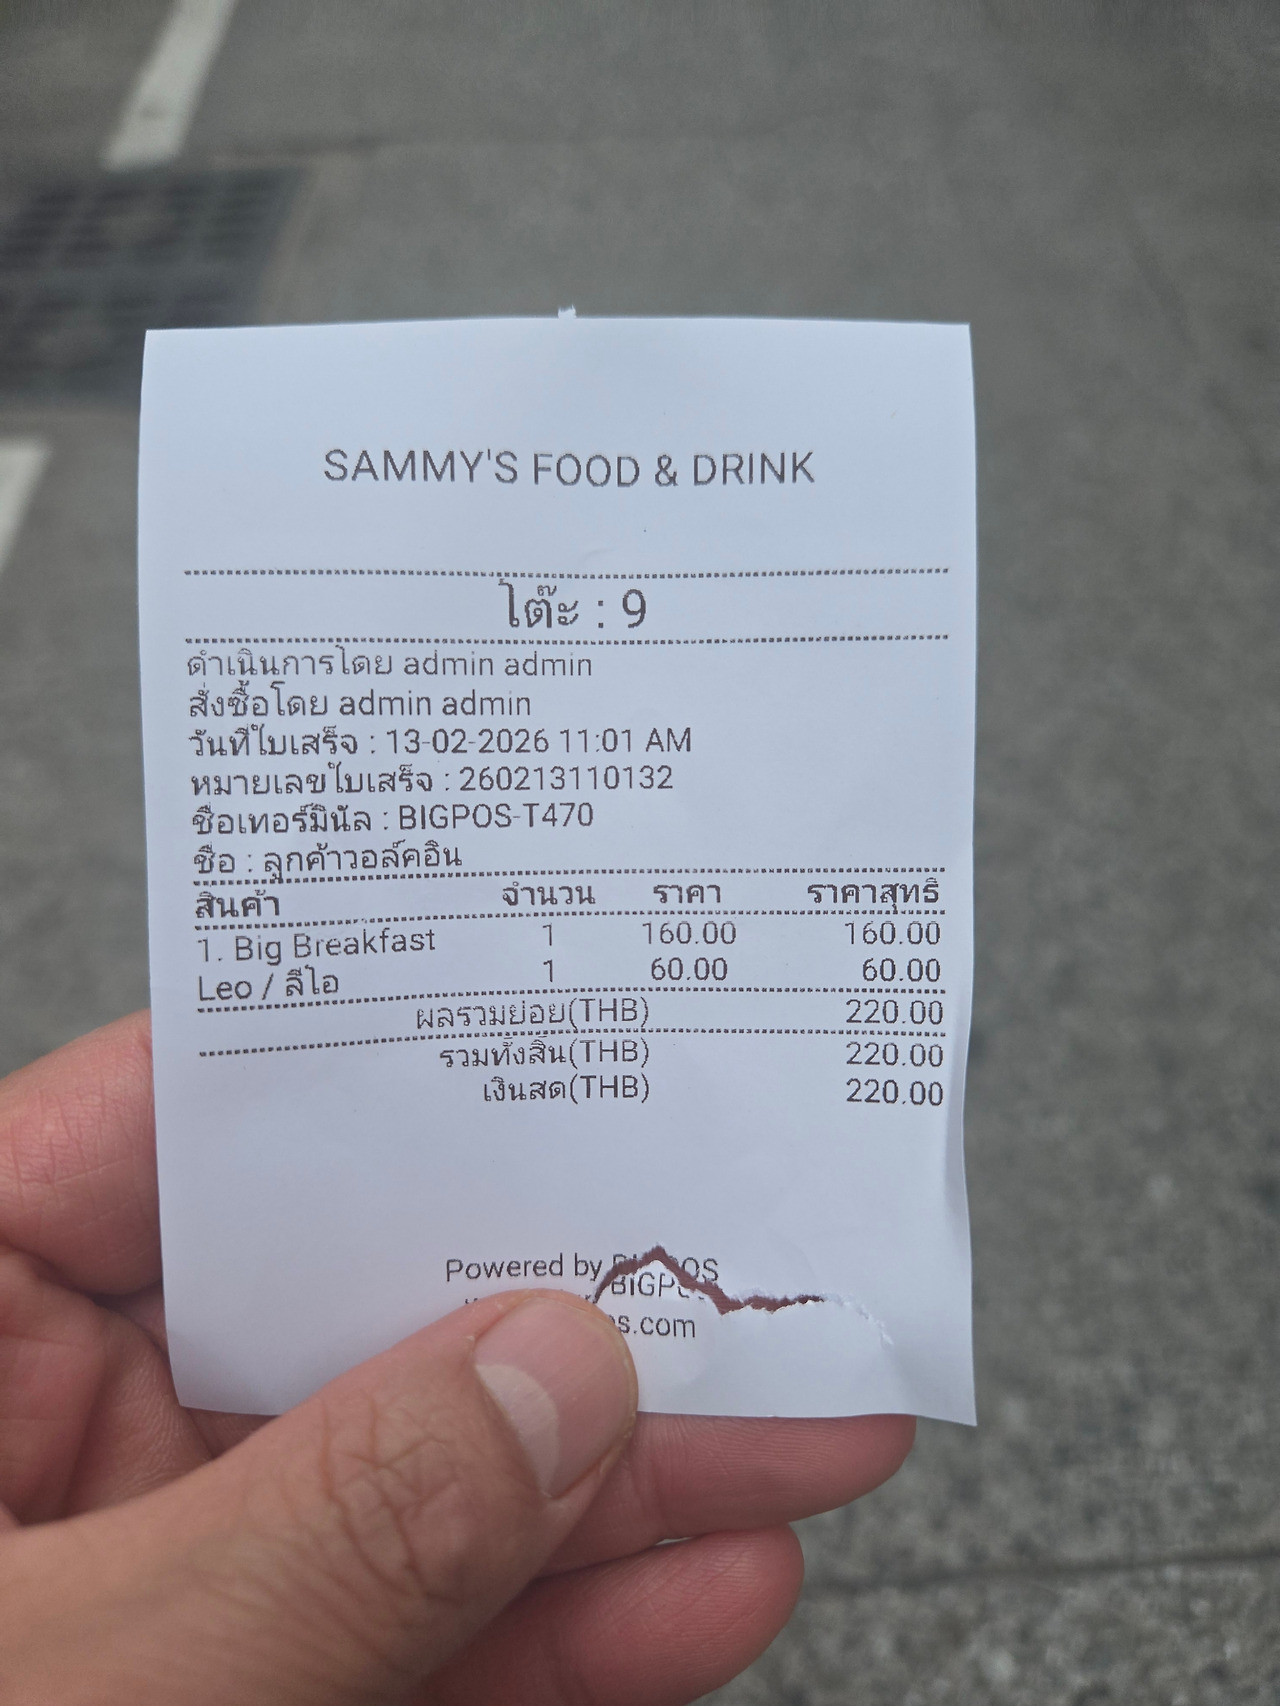 SAMMY'S FOOD & DRINK
โต๊ะ : 9
ดำเนินการโดย admin admin
สั่งซื้อโดย admin admin
วันที่ใบเสร็จ : 13-02-2026 11:01 AM
หมายเลขใบเสร็จ : 260213110132
ชื่อเทอร์มินัล : BIGPOS-T470
ชื่อ : ลูกค้าวอล์คอิน
สินค้า จำนวน ราคา ราคาสุทธิ
1. Big Breakfast 1 160.00 160.00
Leo / ลีโอ 1 60.00 60.00
ผลรวมย่อย(THB) 220.00
รวมทั้งสิ้น(THB) 220.00
เงินสด(THB) 220.00
Powered by BIGPOS
s.com